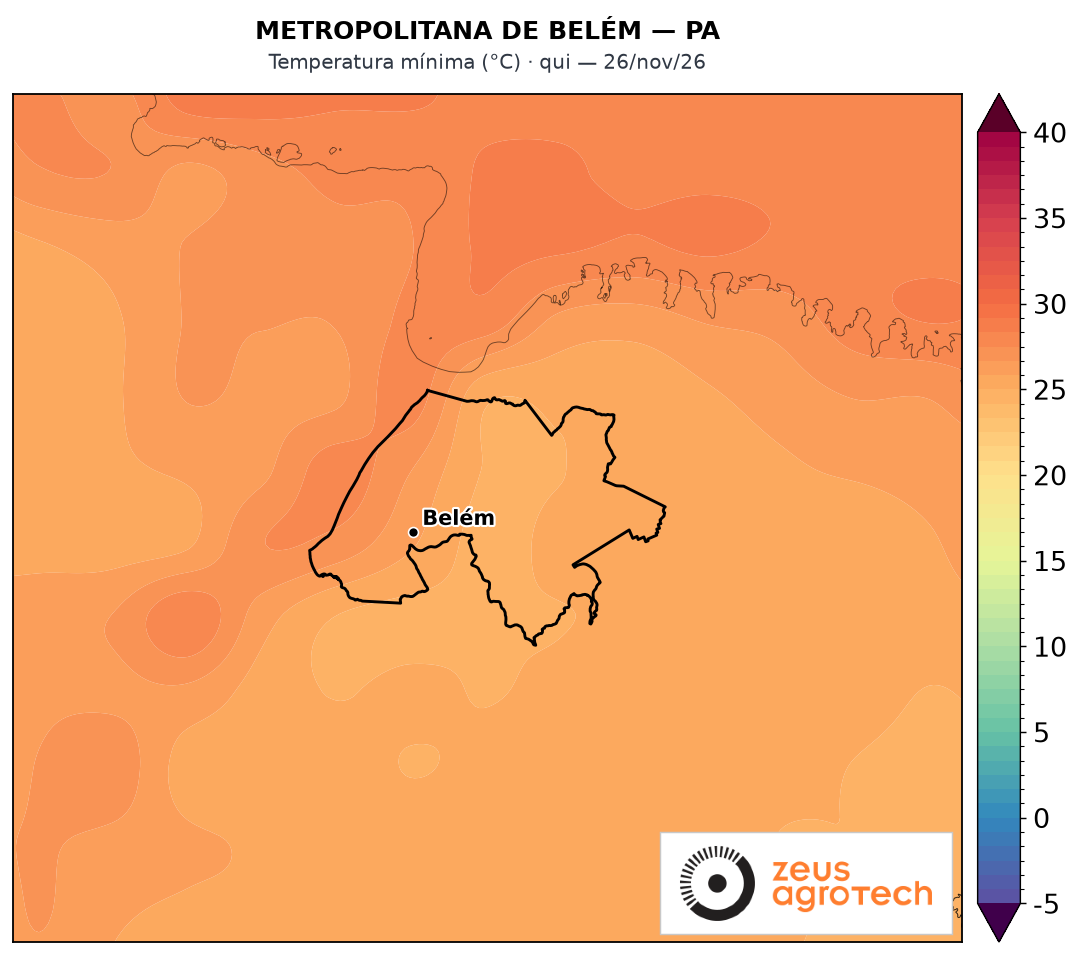 METROPOLITANA DE BELÉM — PA
Temperatura mínima (°C) · qui — 26/nov/26
40
35
30
25
20
15
10
5
0
-5
Belém
zeus
agrotech